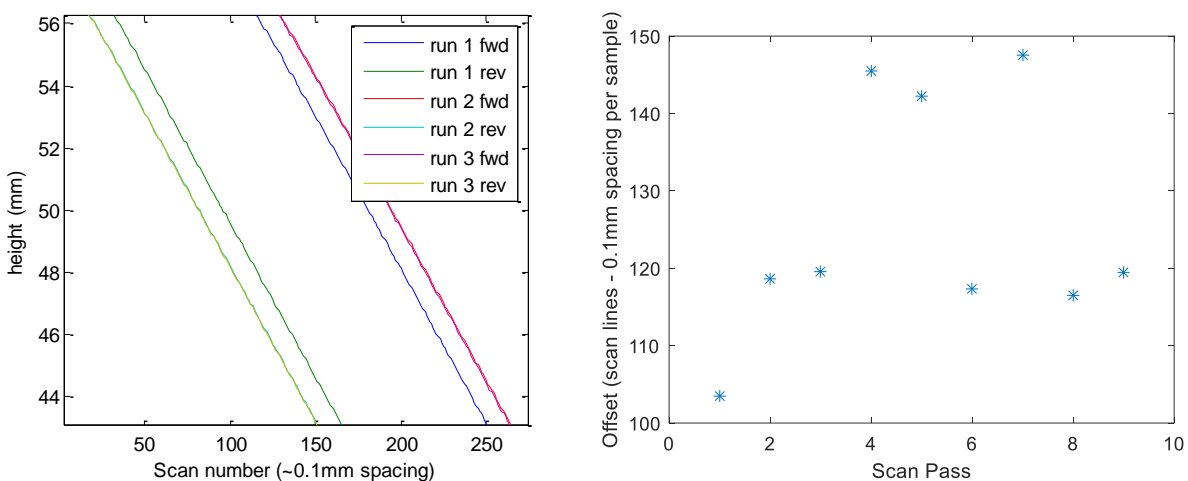 56
54
52
50
48
46
44
height (mm)
50
100
150
200
250
Scan number (~0.1mm spacing)
run 1 fwd
run 1 rev
run 2 fwd
run 2 rev
run 3 fwd
run 3 rev
150
140
130
120
110
100
Offset (scan lines - 0.1mm spacing per sample)
0
2
4
6
8
10
Scan Pass